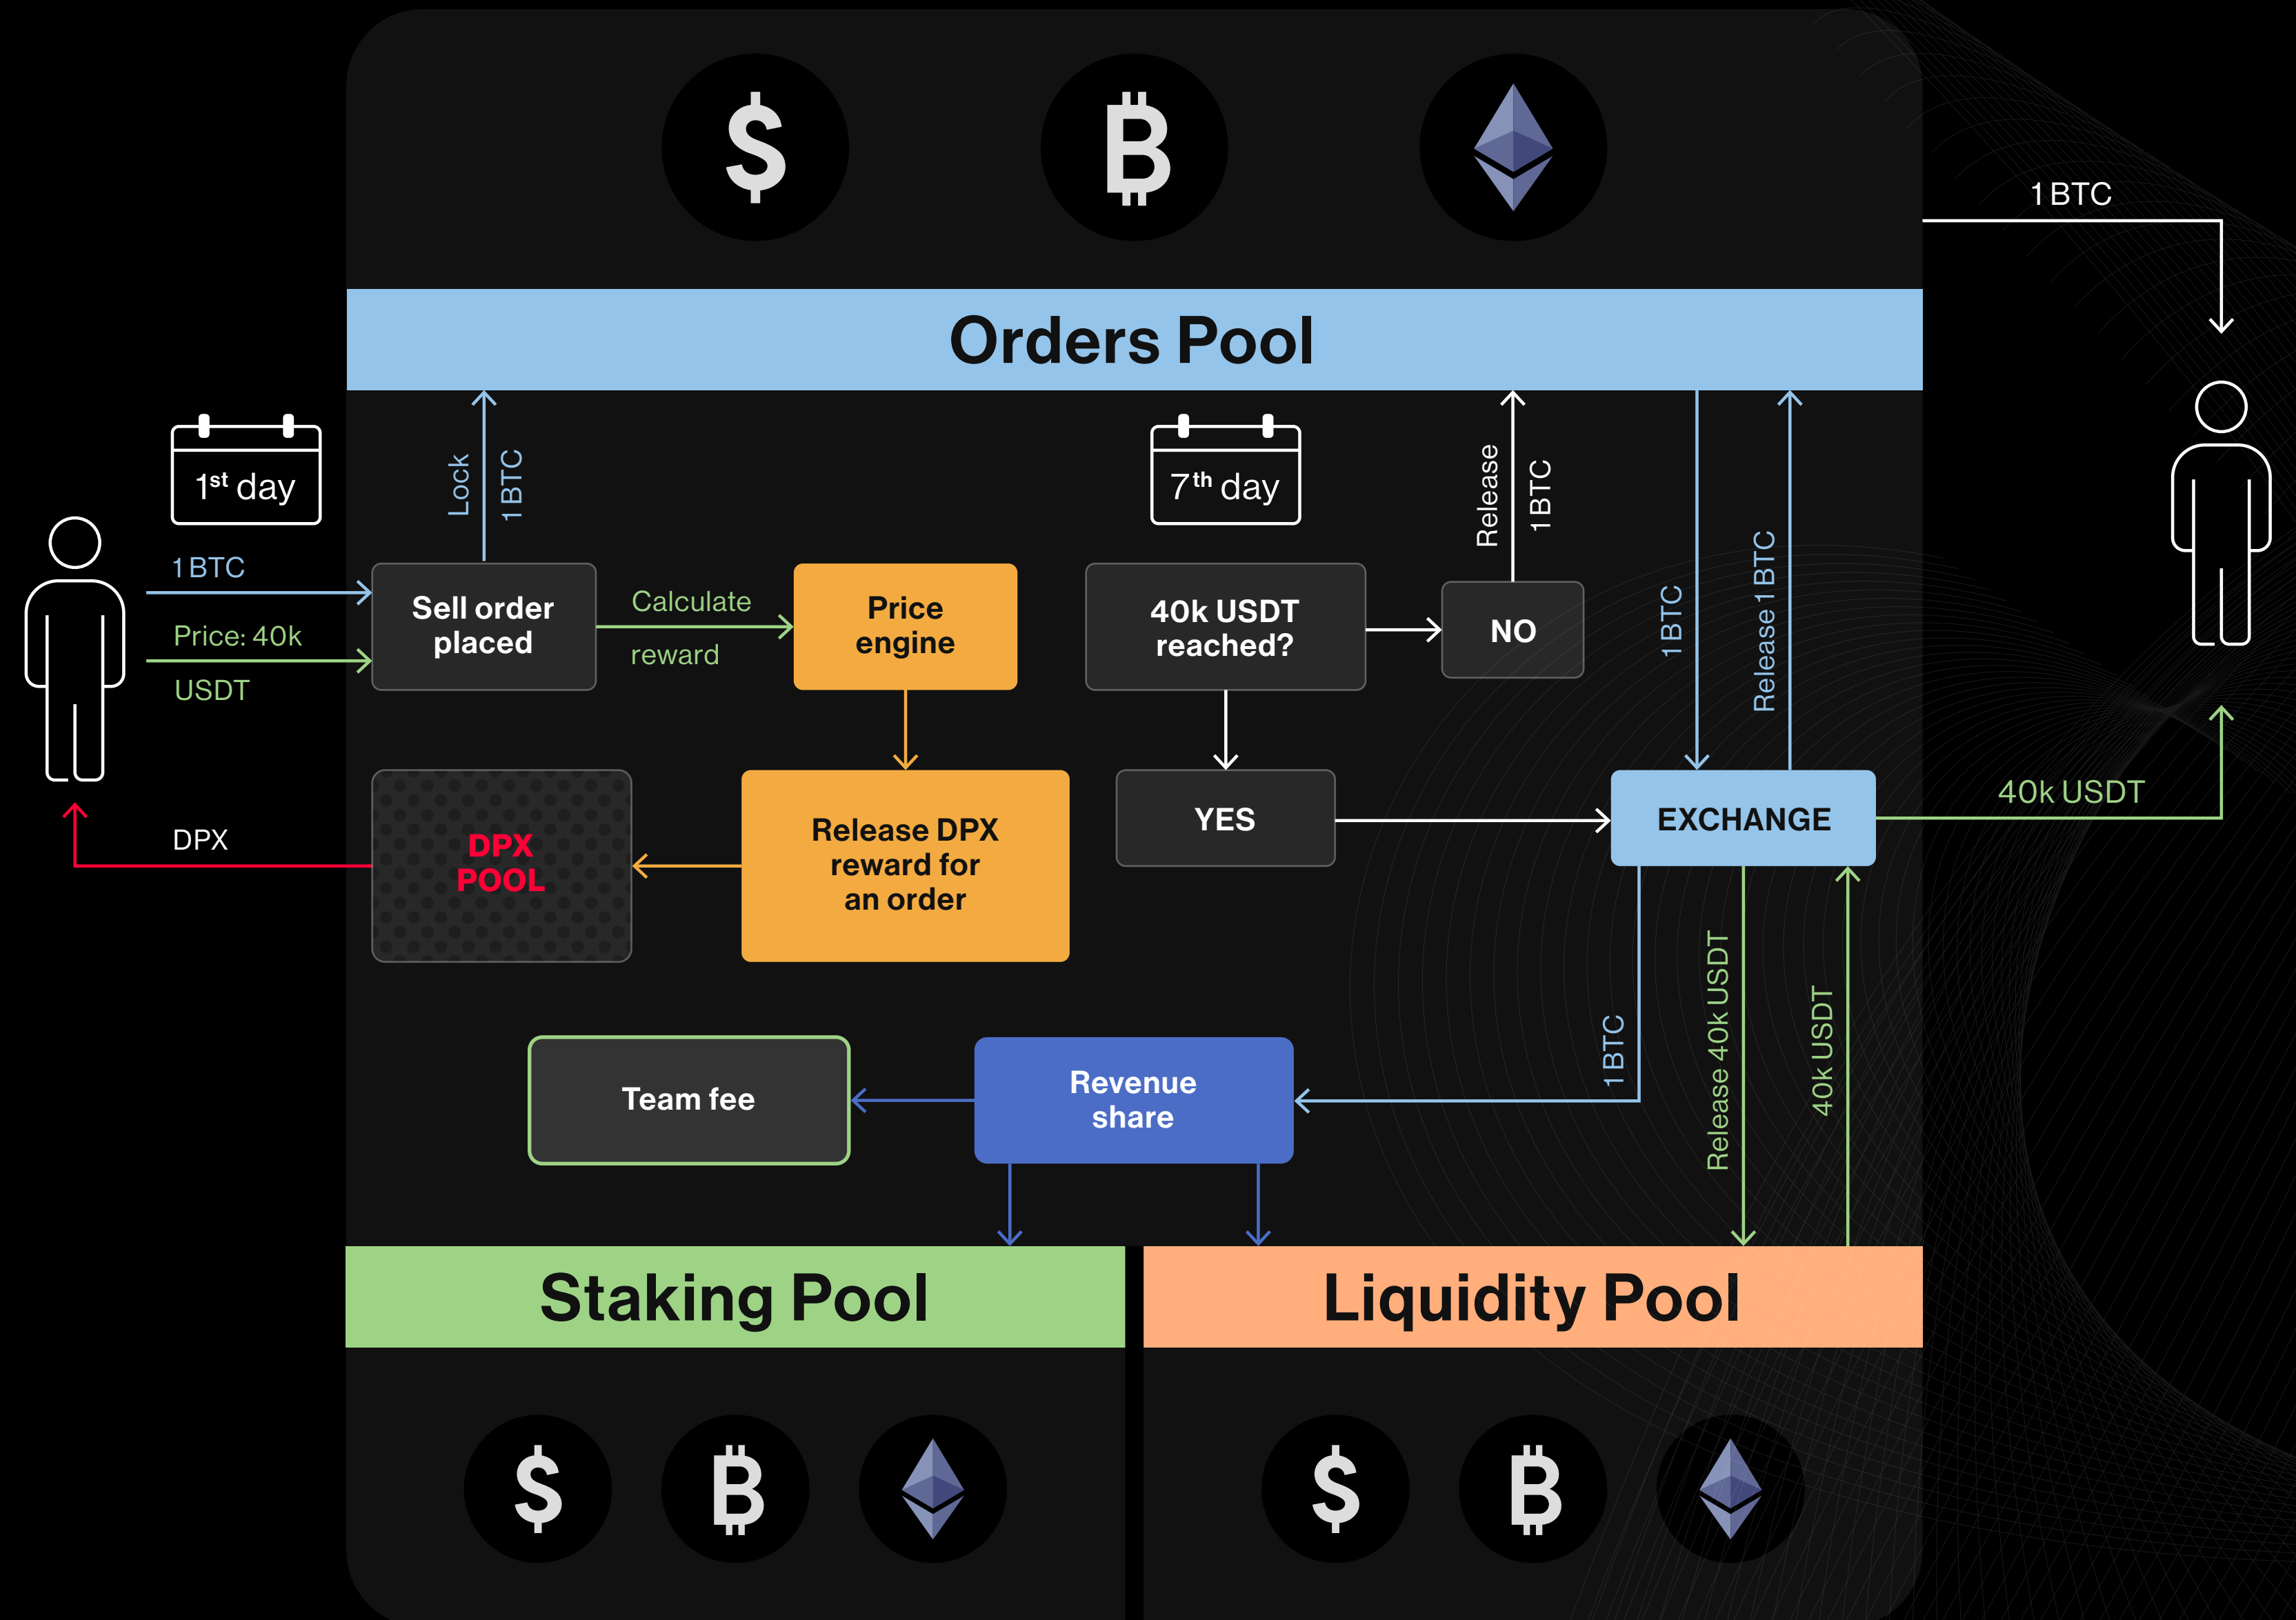 1 BTC
Orders Pool
1st day
7th day
Lock
1 BTC
Release
1 BTC
1 BTC
Release 1 BTC
1 BTC
Price: 40k
USDT
Sell order
placed
Calculate
reward
Price
engine
40k USDT
reached?
NO
DPX
DPX
POOL
Release DPX
reward for
an order
YES
EXCHANGE
40k USDT
1 BTC
Release 40k USDT
40k USDT
Team fee
Revenue
share
Staking Pool
Liquidity Pool